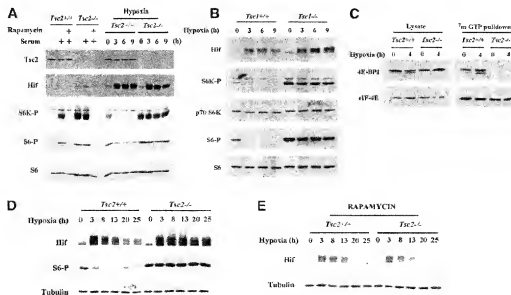 A
Tsc2+/+ Tsc2-/-
Hypoxia
Tsc2-/- Tsc2-/-
Rapamycin + +
Serum + + + + 0 3 6 9 0 3 6 9 (h)
Tsc2
Hif
S6K-P
S6-P
S6
B
Tsc1+/+ Tsc1-/-
Hypoxia 0 3 6 9 0 3 6 9 (h)
Hif
S6K-P
p70 S6K
S6-P
S6
C
Lysate 7m GTP pulldown
Tsc2+/+ Tsc2-/- Tsc2+/+ Tsc2-/-
Hypoxia (h) 0 4 0 4 0 4 0 4
4E-BP1
eIF-4E
D
Tsc2+/+ Tsc2-/-
Hypoxia (h) 0 3 8 13 20 25 0 3 8 13 20 25
Hif
S6-P
Tubulin
E
RAPAMYCIN
Tsc2+/+ Tsc2-/-
Hypoxia (h) 0 3 8 13 20 25 0 3 8 13 20 25
Hif
Tubulin